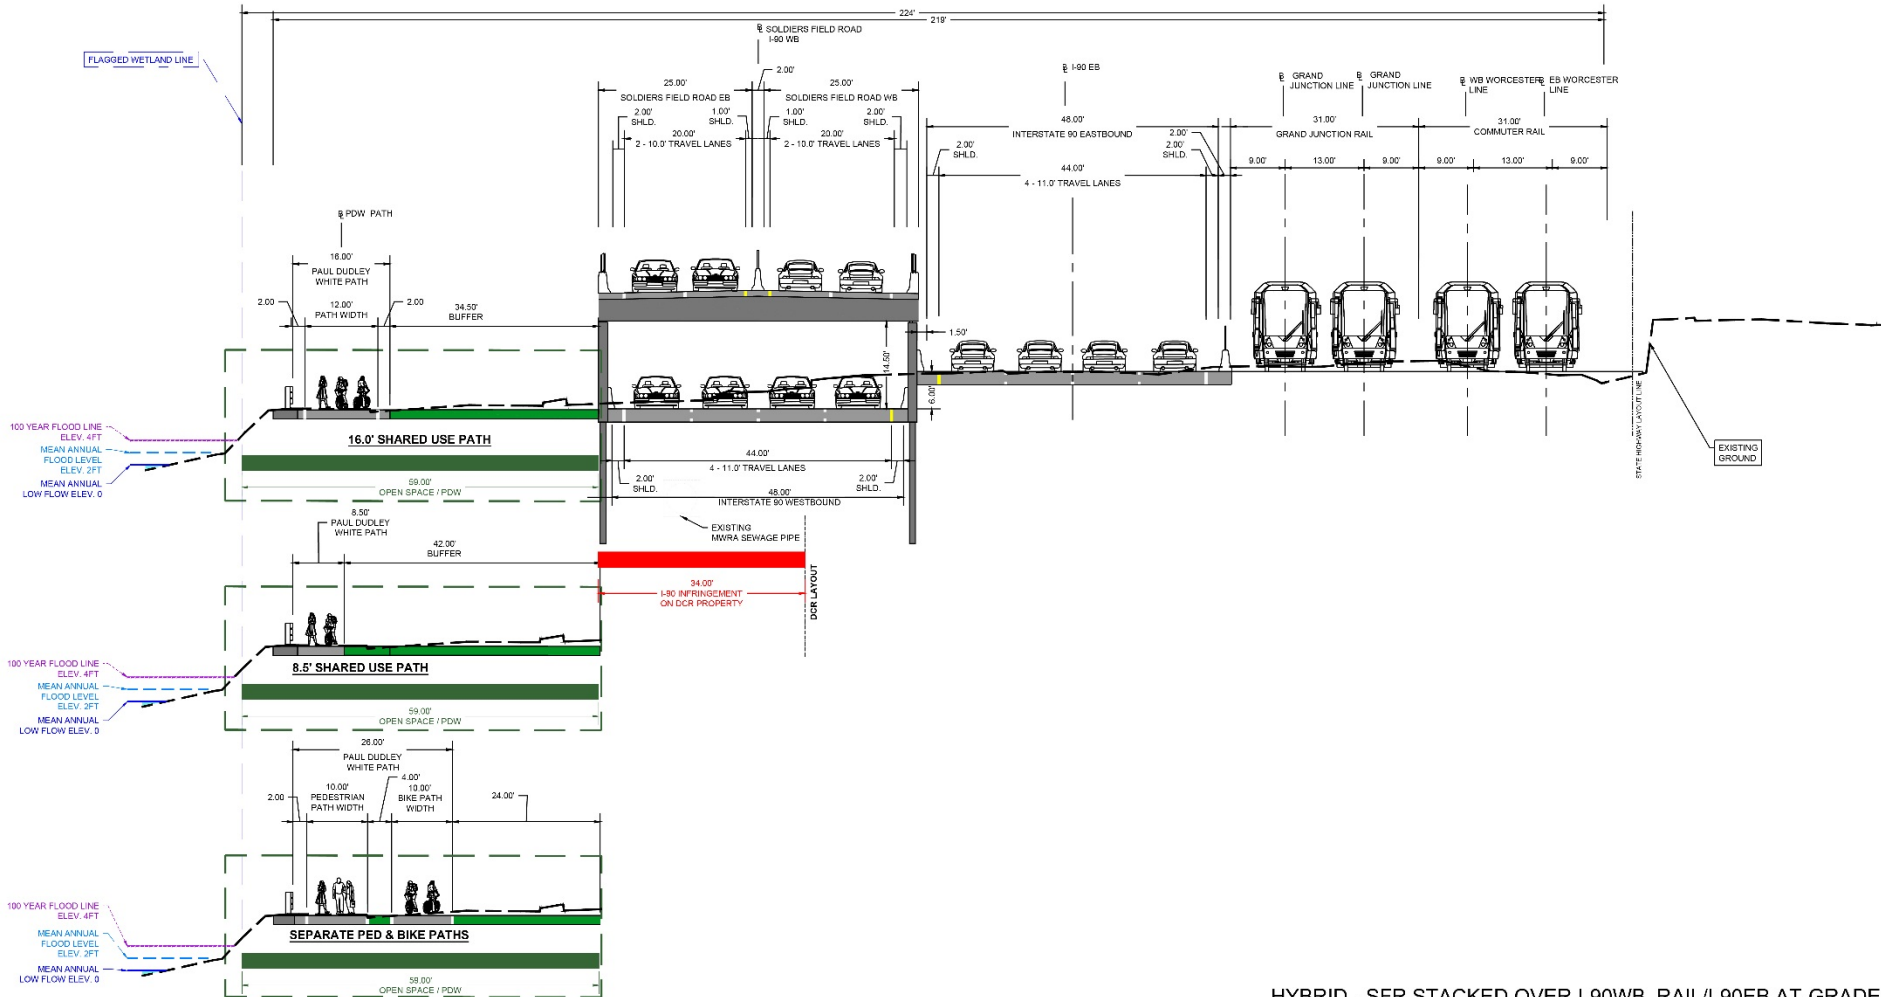 224'
219'
℄ SOLDIERS FIELD ROAD
I-90 WB
FLAGGED WETLAND LINE
2.00'
25.00'
25.00'
SOLDIERS FIELD ROAD EB
SOLDIERS FIELD ROAD WB
2.00'
SHLD.
1.00'
SHLD.
1.00'
SHLD.
2.00'
SHLD.
20.00'
2 - 10.0' TRAVEL LANES
20.00'
2 - 10.0' TRAVEL LANES
℄ I-90 EB
48.00'
INTERSTATE 90 EASTBOUND
2.00'
2.00'
SHLD.
2.00'
SHLD.
44.00'
4 - 11.0' TRAVEL LANES
℄ GRAND
JUNCTION LINE
℄ GRAND
JUNCTION LINE
℄ WB WORCESTER
LINE
℄ EB WORCESTER
LINE
31.00'
GRAND JUNCTION RAIL
31.00'
COMMUTER RAIL
9.00'
13.00'
9.00'
9.00'
13.00'
9.00'
℄ PDW PATH
16.00'
PAUL DUDLEY
WHITE PATH
2.00
12.00'
PATH WIDTH
2.00
34.50'
BUFFER
1.50'
14.50'
6.00'
100 YEAR FLOOD LINE
ELEV. 4FT
MEAN ANNUAL
FLOOD LEVEL
ELEV. 2FT
MEAN ANNUAL
LOW FLOW ELEV. 0
16.0' SHARED USE PATH
59.00'
OPEN SPACE / PDW
44.00'
4 - 11.0' TRAVEL LANES
2.00'
SHLD.
2.00'
SHLD.
48.00'
INTERSTATE 90 WESTBOUND
EXISTING
MWRA SEWAGE PIPE
STATE HIGHWAY LAYOUT LINE
EXISTING
GROUND
34.00'
I-90 INFRINGEMENT
ON DCR PROPERTY
DCR LAYOUT
8.50'
PAUL DUDLEY
WHITE PATH
42.00'
BUFFER
100 YEAR FLOOD LINE
ELEV. 4FT
MEAN ANNUAL
FLOOD LEVEL
ELEV. 2FT
MEAN ANNUAL
LOW FLOW ELEV. 0
8.5' SHARED USE PATH
59.00'
OPEN SPACE / PDW
26.00'
PAUL DUDLEY
WHITE PATH
2.00
10.00'
PEDESTRIAN
PATH WIDTH
4.00'
10.00'
BIKE PATH
WIDTH
24.00'
100 YEAR FLOOD LINE
ELEV. 4FT
MEAN ANNUAL
FLOOD LEVEL
ELEV. 2FT
MEAN ANNUAL
LOW FLOW ELEV. 0
SEPARATE PED & BIKE PATHS
59.00'
OPEN SPACE / PDW
HYBRID - SFR STACKED OVER I-90WB, RAIL/I-90EB AT GRADE